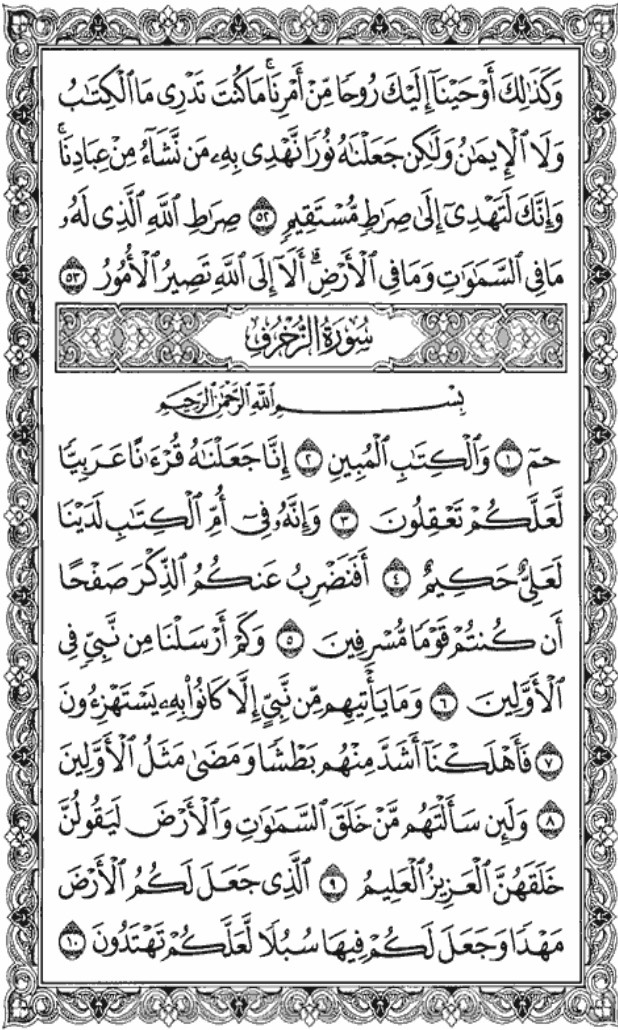 وَكَذَٰلِكَ أَوْحَيْنَآ إِلَيْكَ رُوحًا مِّنْ أَمْرِنَا ۚ مَا كُنتَ تَدْرِى مَا ٱلْكِتَٰبُ
وَلَا ٱلْإِيمَٰنُ وَلَٰكِن جَعَلْنَٰهُ نُورًا نَّهْدِى بِهِۦ مَن نَّشَآءُ مِنْ عِبَادِنَا ۚ
وَإِنَّكَ لَتَهْدِىٓ إِلَىٰ صِرَٰطٍ مُّسْتَقِيمٍ ٥٢ صِرَٰطِ ٱللَّهِ ٱلَّذِى لَهُۥ
مَا فِى ٱلسَّمَٰوَٰتِ وَمَا فِى ٱلْأَرْضِ ۗ أَلَآ إِلَى ٱللَّهِ تَصِيرُ ٱلْأُمُورُ ٥٣
سُورَةُ الزُّخْرُفِ
بِسْمِ ٱللَّهِ ٱلرَّحْمَٰنِ ٱلرَّحِيمِ
حمٓ ١ وَٱلْكِتَٰبِ ٱلْمُبِينِ ٢ إِنَّا جَعَلْنَٰهُ قُرْءَٰنًا عَرَبِيًّا
لَّعَلَّكُمْ تَعْقِلُونَ ٣ وَإِنَّهُۥ فِىٓ أُمِّ ٱلْكِتَٰبِ لَدَيْنَا
لَعَلِىٌّ حَكِيمٌ ٤ أَفَنَضْرِبُ عَنكُمُ ٱلذِّكْرَ صَفْحًا
أَن كُنتُمْ قَوْمًا مُّسْرِفِينَ ٥ وَكَمْ أَرْسَلْنَا مِن نَّبِىٍّ فِى
ٱلْأَوَّلِينَ ٦ وَمَا يَأْتِيهِم مِّن نَّبِىٍّ إِلَّا كَانُوا۟ بِهِۦ يَسْتَهْزِءُونَ
٧ فَأَهْلَكْنَآ أَشَدَّ مِنْهُم بَطْشًا وَمَضَىٰ مَثَلُ ٱلْأَوَّلِينَ
٨ وَلَئِن سَأَلْتَهُم مَّنْ خَلَقَ ٱلسَّمَٰوَٰتِ وَٱلْأَرْضَ لَيَقُولُنَّ
خَلَقَهُنَّ ٱلْعَزِيزُ ٱلْعَلِيمُ ٩ ٱلَّذِى جَعَلَ لَكُمُ ٱلْأَرْضَ
مَهْدًا وَجَعَلَ لَكُمْ فِيهَا سُبُلًا لَّعَلَّكُمْ تَهْتَدُونَ ١٠